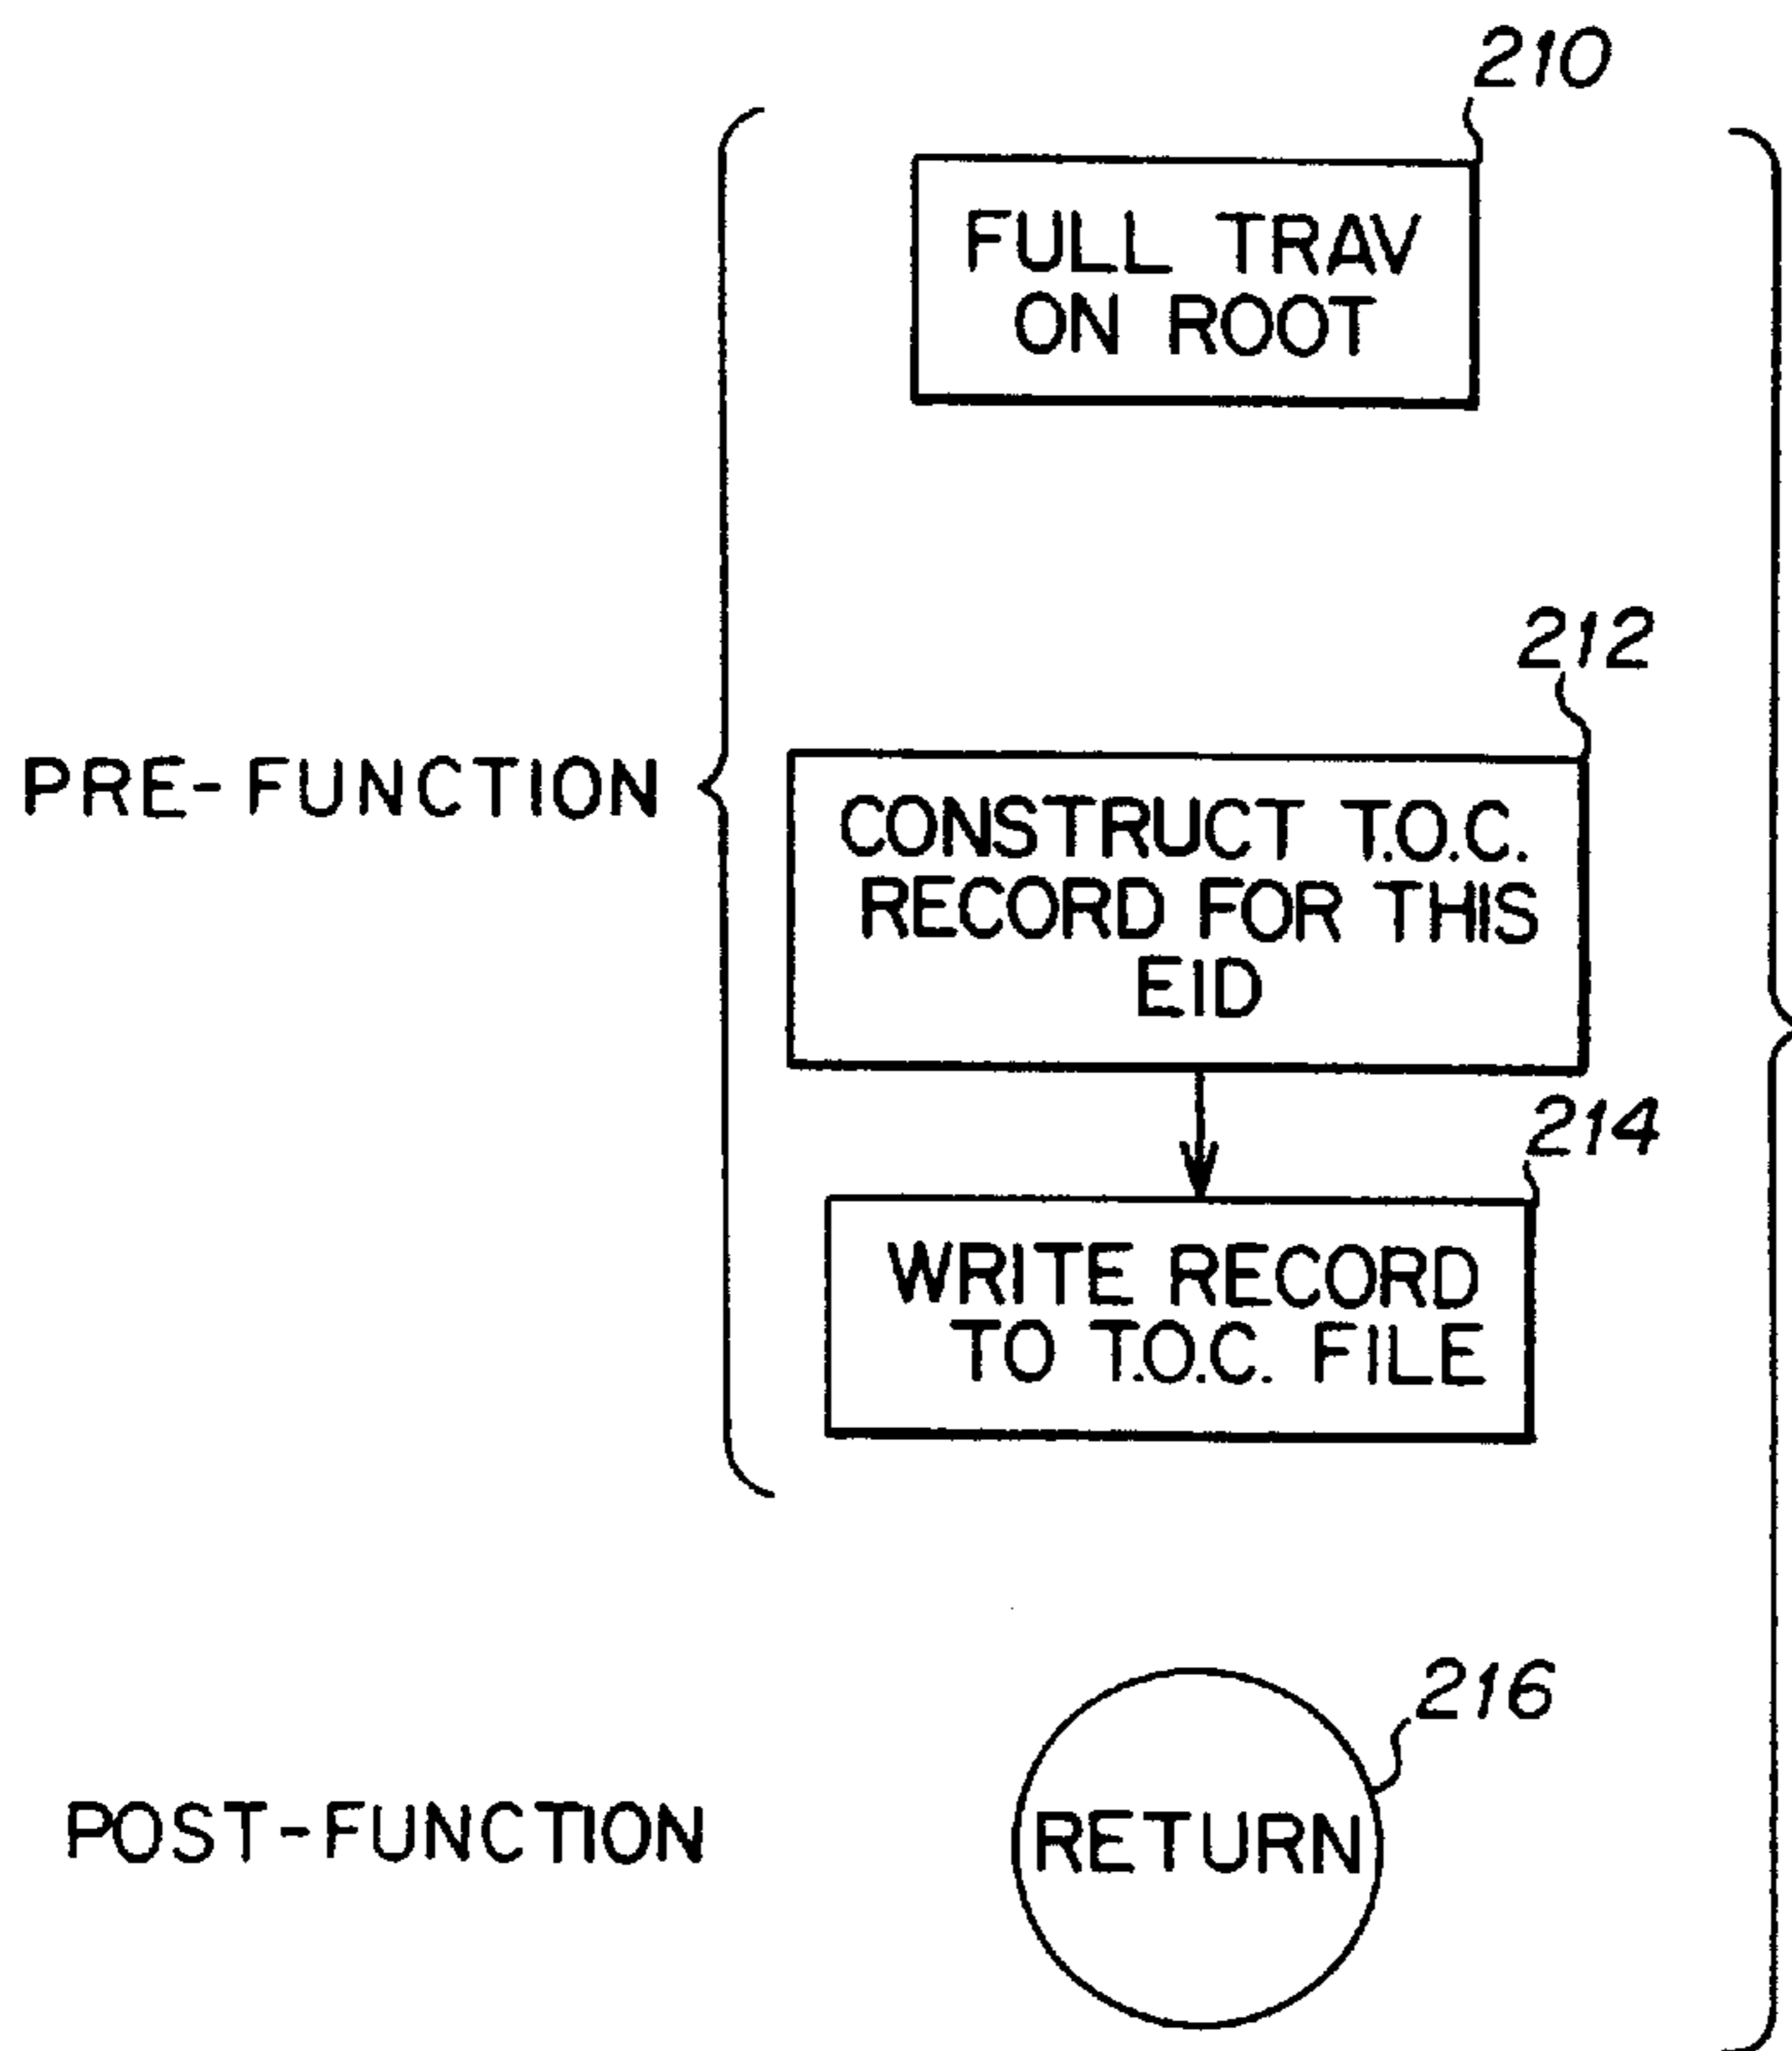 210
FULL TRAV
ON ROOT
212
PRE-FUNCTION
CONSTRUCT T.O.C.
RECORD FOR THIS
EID
214
WRITE RECORD
TO T.O.C. FILE
216
POST-FUNCTION
RETURN